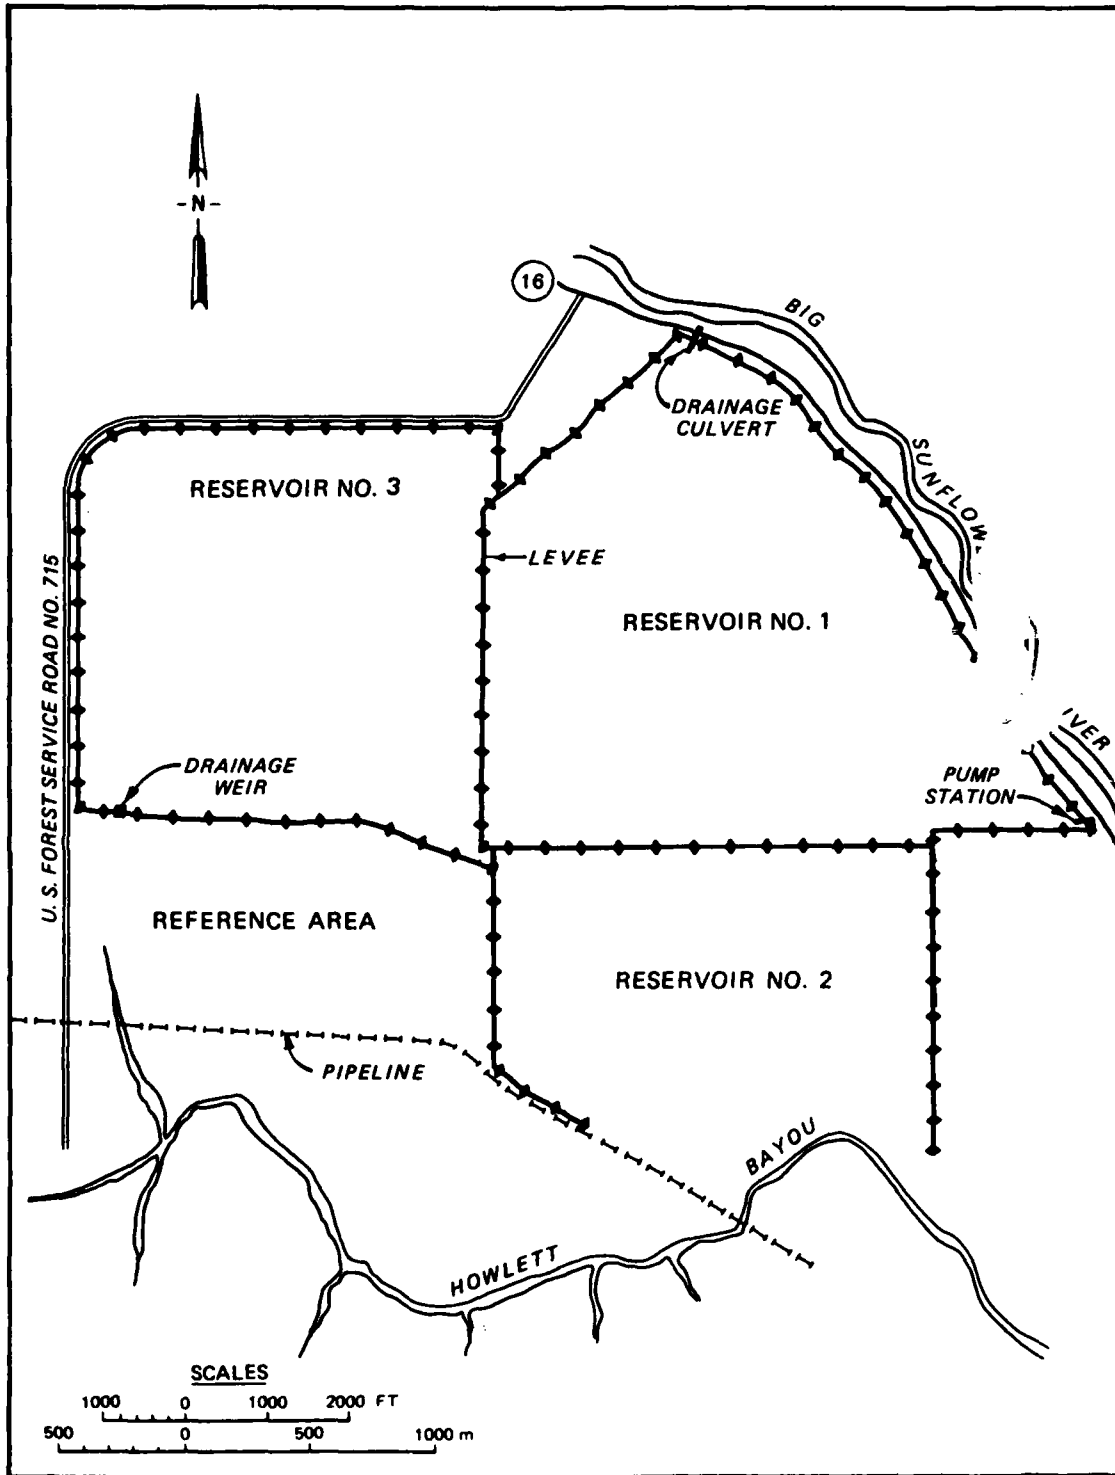 - N -
16
BIG
SUNFLOW
DRAINAGE
CULVERT
RESERVOIR NO. 3
LEVEE
RESERVOIR NO. 1
U. S. FOREST SERVICE ROAD NO. 715
IVER
DRAINAGE
WEIR
PUMP
STATION
REFERENCE AREA
RESERVOIR NO. 2
PIPELINE
BAYOU
HOWLETT
SCALES
1000 0 1000 2000 FT
500 0 500 1000 m